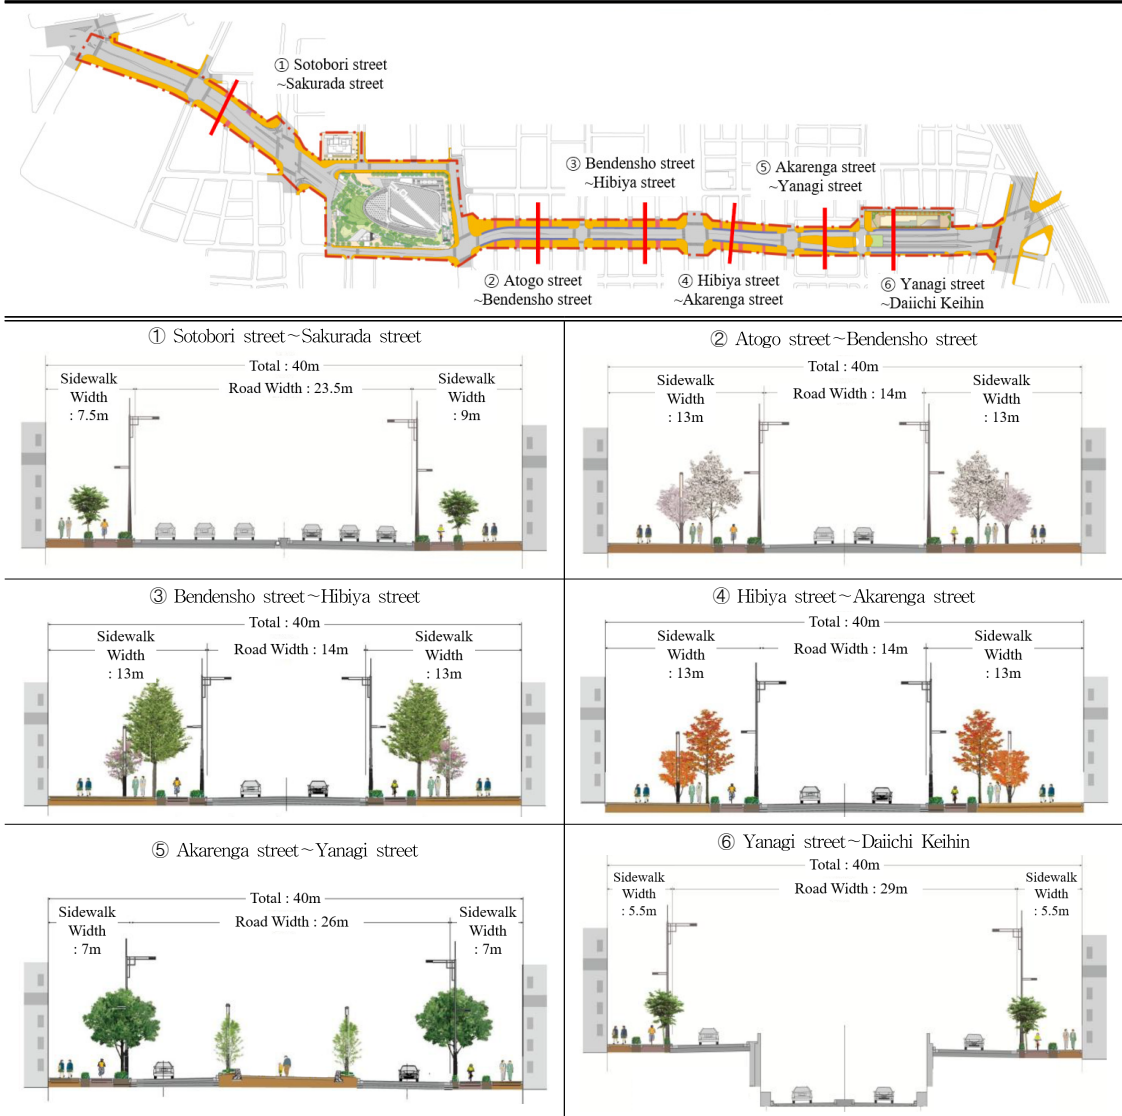 ① Sotobori street
~Sakurada street
③ Bendensho street
~Hibiya street
⑤ Akarenga street
~Yanagi street
② Atogo street
~Bendensho street
④ Hibiya street
~Akarenga street
⑥ Yanagi street
~Daiichi Keihin
① Sotobori street~Sakurada street
Total : 40m
Sidewalk
Width
: 7.5m
Road Width : 23.5m
Sidewalk
Width
: 9m
② Atogo street~Bendensho street
Total : 40m
Sidewalk
Width
: 13m
Road Width : 14m
Sidewalk
Width
: 13m
③ Bendensho street~Hibiya street
Total : 40m
Sidewalk
Width
: 13m
Road Width : 14m
Sidewalk
Width
: 13m
④ Hibiya street~Akarenga street
Total : 40m
Sidewalk
Width
: 13m
Road Width : 14m
Sidewalk
Width
: 13m
⑤ Akarenga street~Yanagi street
Total : 40m
Sidewalk
Width
: 7m
Road Width : 26m
Sidewalk
Width
: 7m
⑥ Yanagi street~Daiichi Keihin
Total : 40m
Sidewalk
Width
: 5.5m
Road Width : 29m
Sidewalk
Width
: 5.5m